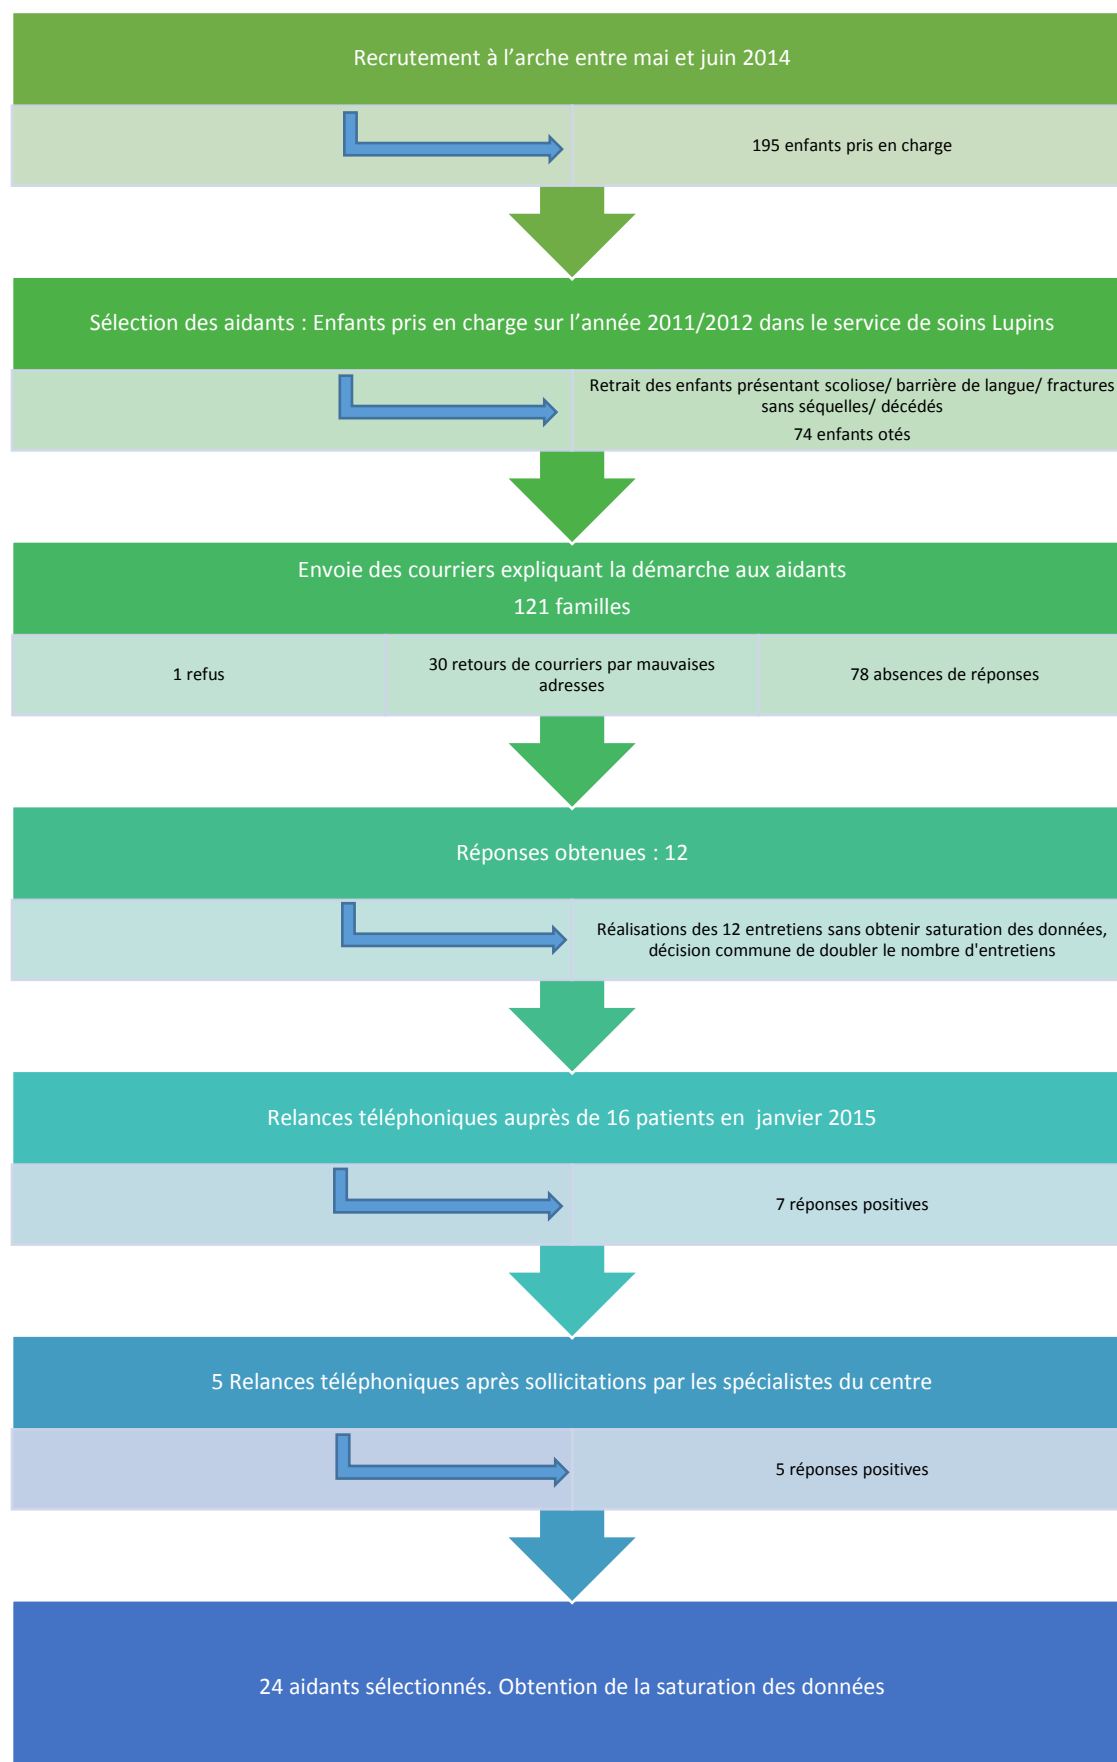 Recrutement à l'arche entre mai et juin 2014
195 enfants pris en charge
Sélection des aidants : Enfants pris en charge sur l'année 2011/2012 dans le service de soins Lupins
Retrait des enfants présentant scoliose/ barrière de langue/ fractures
sans séquelles/ décédés
74 enfants otés
Envoie des courriers expliquant la démarche aux aidants
121 familles
1 refus
30 retours de courriers par mauvaises
adresses
78 absences de réponses
Réponses obtenues : 12
Réalisations des 12 entretiens sans obtenir saturation des données,
décision commune de doubler le nombre d'entretiens
Relances téléphoniques auprès de 16 patients en janvier 2015
7 réponses positives
5 Relances téléphoniques après sollicitations par les spécialistes du centre
5 réponses positives
24 aidants sélectionnés. Obtention de la saturation des données